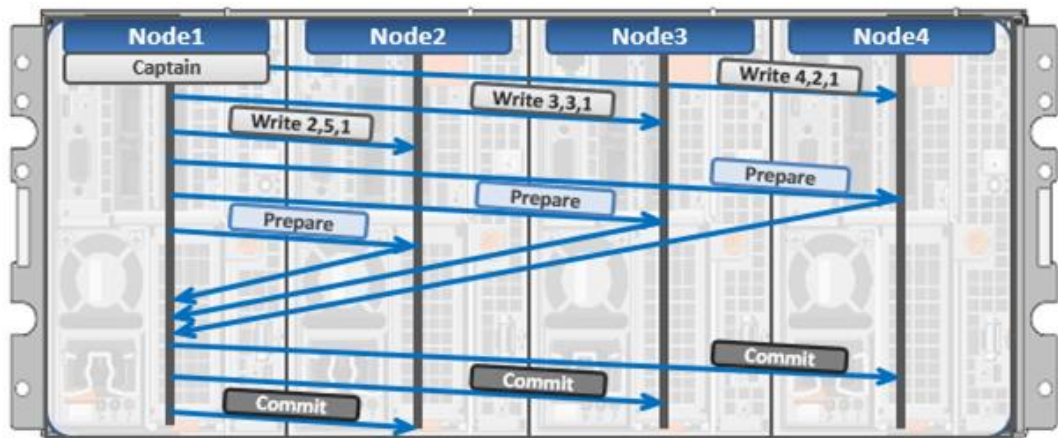 Node1
Node2
Node3
Node4
Captain
Write 4,2,1
Write 3,3,1
Write 2,5,1
Prepare
Prepare
Prepare
Commit
Commit
Commit